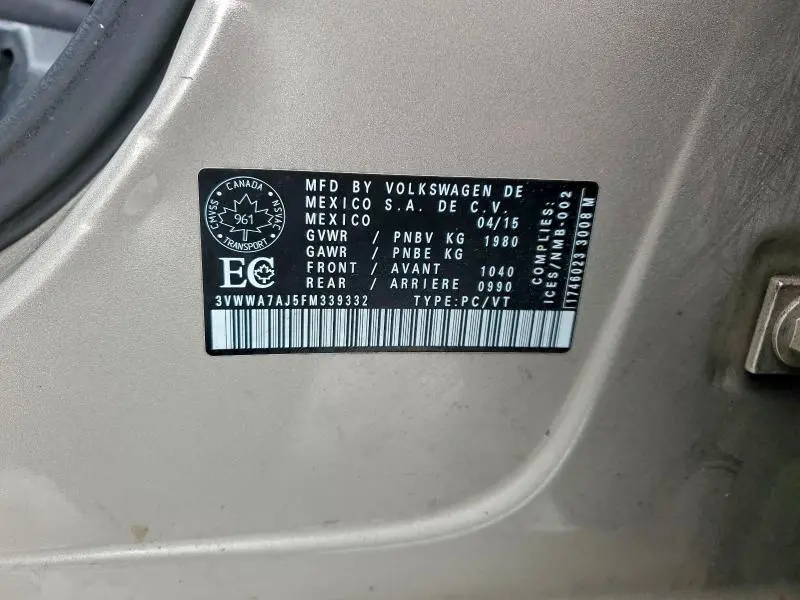 CANADA
CMVSS
961
NSVAC
TRANSPORT
EC
MFD BY VOLKSWAGEN DE
MEXICO S.A. DE C.V.
MEXICO 04/15
GVWR / PNBV KG 1980
GAWR / PNBE KG
FRONT / AVANT 1040
REAR / ARRIERE 0990
3VWWA7AJ5FM339332 TYPE:PC/VT
COMPLIES:
ICES/NMB-002
1746023 3008 M